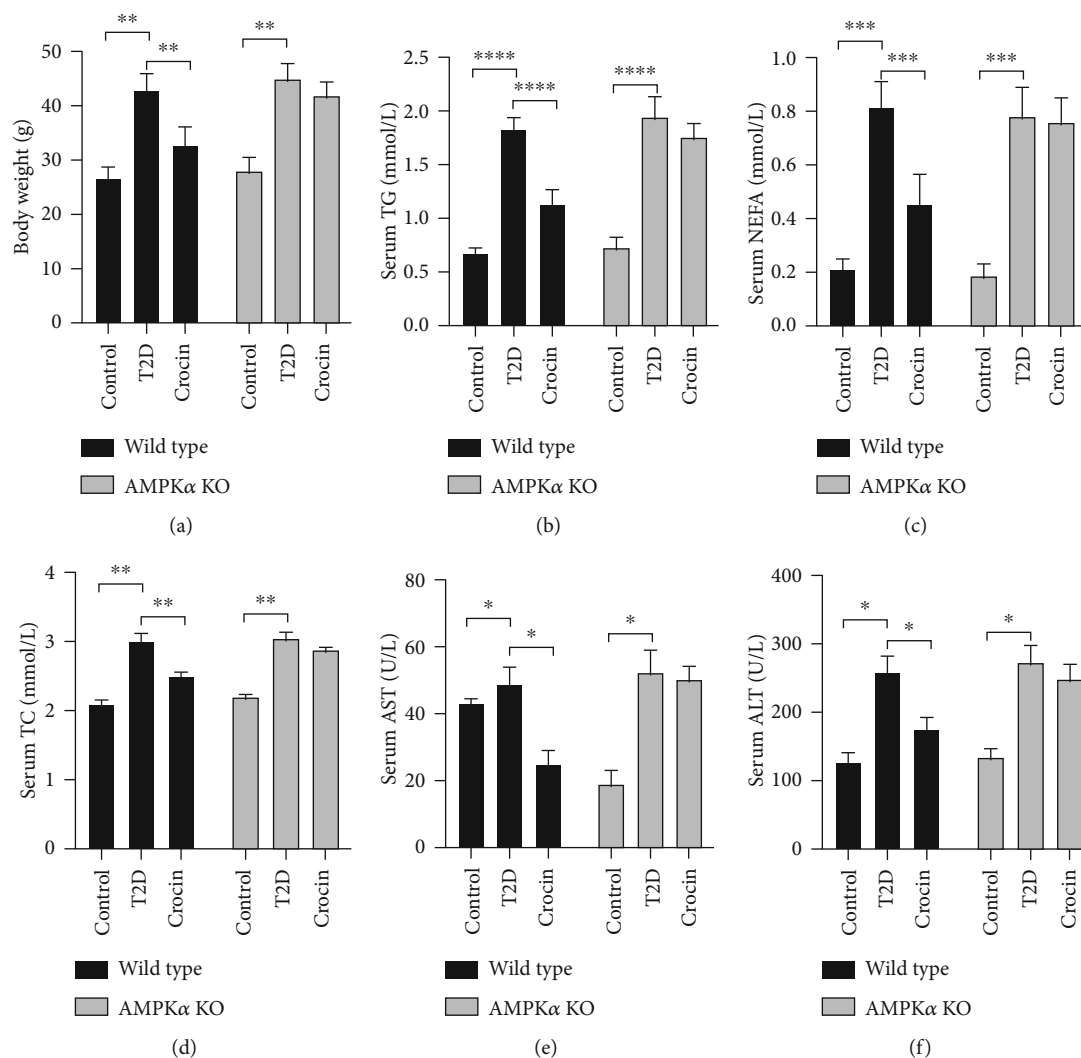 ** **
**
Body weight (g)
50
40
30
20
10
0
Control
T2D
Crocin
Control
T2D
Crocin
Wild type
AMPKα KO
(a)
**** ****
****
Serum TG (mmol/L)
2.5
2.0
1.5
1.0
0.5
0.0
Control
T2D
Crocin
Control
T2D
Crocin
Wild type
AMPKα KO
(b)
***
*** ***
Serum NEFA (mmol/L)
1.0
0.8
0.6
0.4
0.2
0.0
Control
T2D
Crocin
Control
T2D
Crocin
Wild type
AMPKα KO
(c)
**
** **
Serum TC (mmol/L)
4
3
2
1
0
Control
T2D
Crocin
Control
T2D
Crocin
Wild type
AMPKα KO
(d)
* *
*
Serum AST (U/L)
80
60
40
20
0
Control
T2D
Crocin
Control
T2D
Crocin
Wild type
AMPKα KO
(e)
* *
*
Serum ALT (U/L)
400
300
200
100
0
Control
T2D
Crocin
Control
T2D
Crocin
Wild type
AMPKα KO
(f)